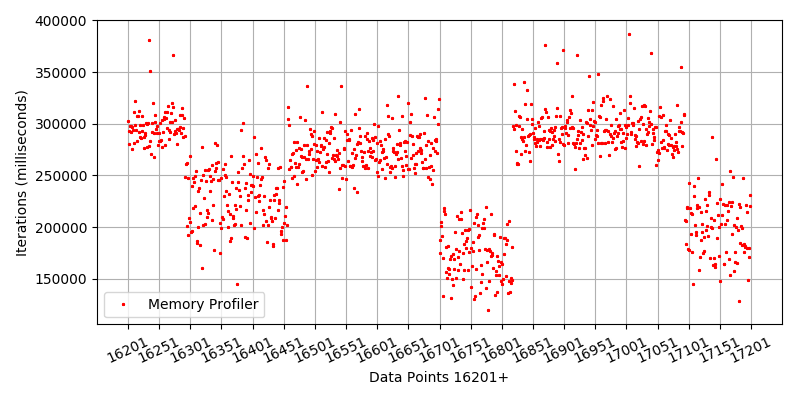 400000
350000
300000
250000
200000
150000
Iterations (milliseconds)
Memory Profiler
16201 16251 16301 16351 16401 16451 16501 16551 16601 16651 16701 16751 16801 16851 16901 16951 17001 17051 17101 17151 17201
Data Points 16201+